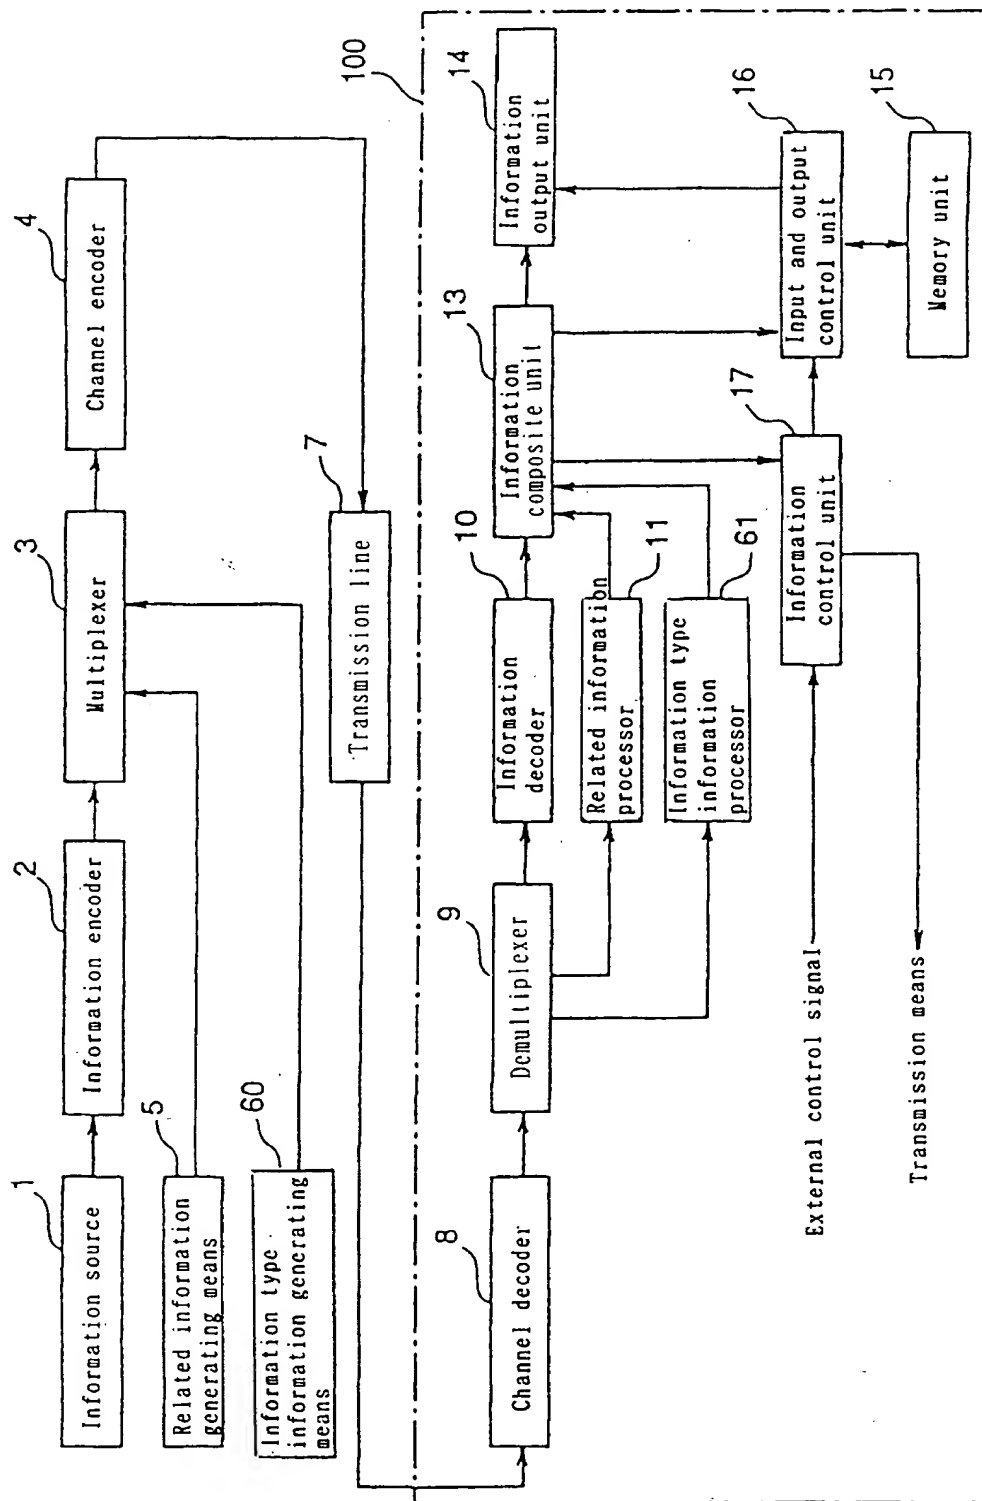 1
Information source
2
Information encoder
3
Multiplexer
4
Channel encoder
5
Related information
generating means
60
Information type
information generating
means
7
Transmission line
100
8
Channel decoder
9
Demultiplexer
10
Information
decoder
Related information
processor
11
Information type
information
processor
61
13
Information
composite unit
14
Information
output unit
External control signal
Transmission means
17
Information
control unit
16
Input and output
control unit
15
Memory unit